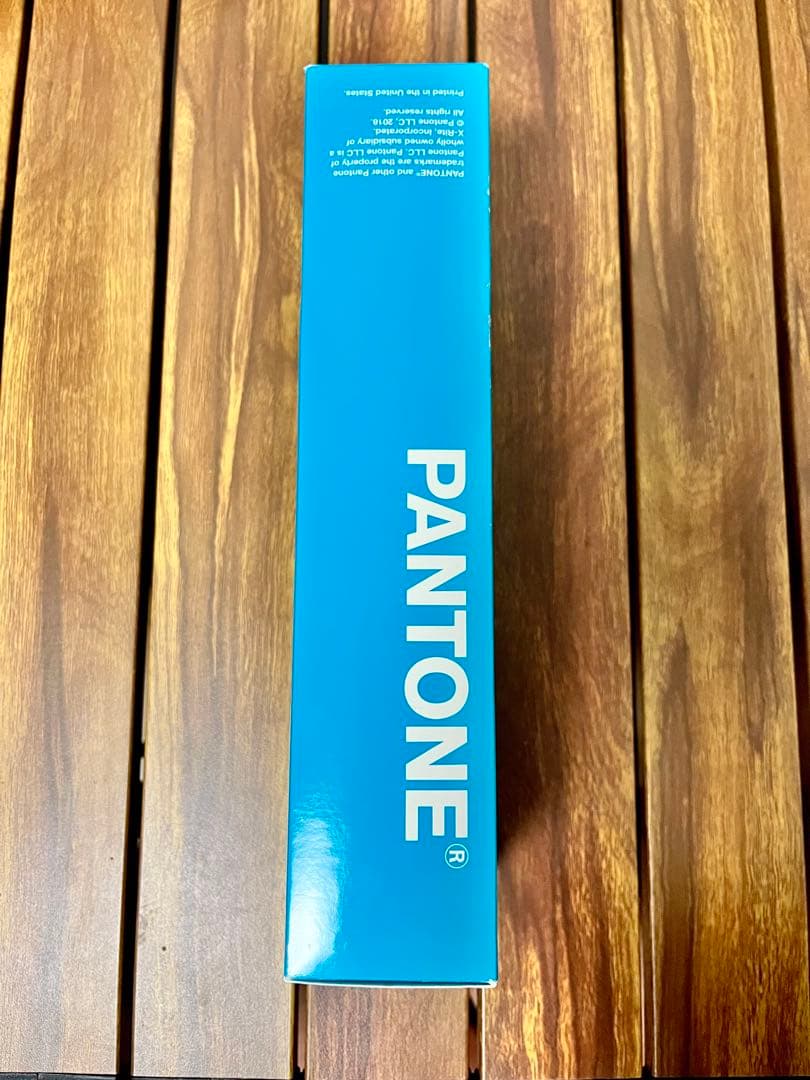 PANTONE®
PANTONE® and other Pantone
trademarks are the property of
Pantone LLC. Pantone LLC is a
wholly owned subsidiary of
X-Rite, Incorporated.
© Pantone LLC, 2018.
All rights reserved.
Printed in the United States.